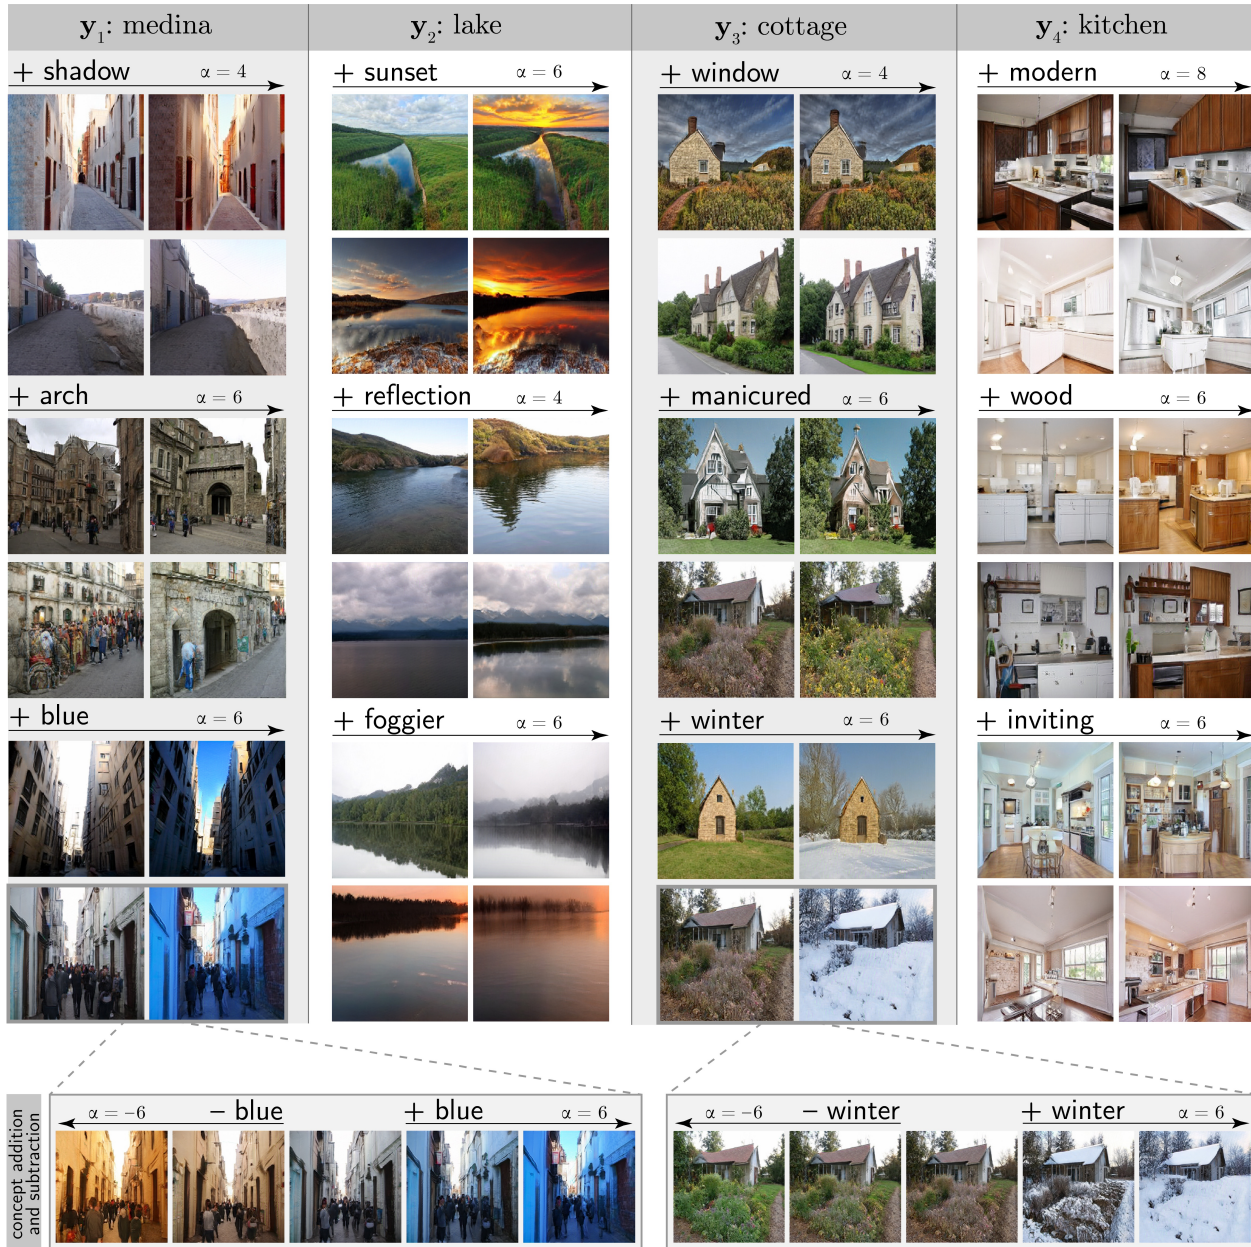 y₁: medina
y₂: lake
y₃: cottage
y₄: kitchen
+ shadow α = 4
+ sunset α = 6
+ window α = 4
+ modern α = 8
+ arch α = 6
+ reflection α = 4
+ manicured α = 6
+ wood α = 6
+ blue α = 6
+ foggier α = 6
+ winter α = 6
+ inviting α = 6
concept addition
and subtraction
α = −6 − blue + blue α = 6
α = −6 − winter + winter α = 6